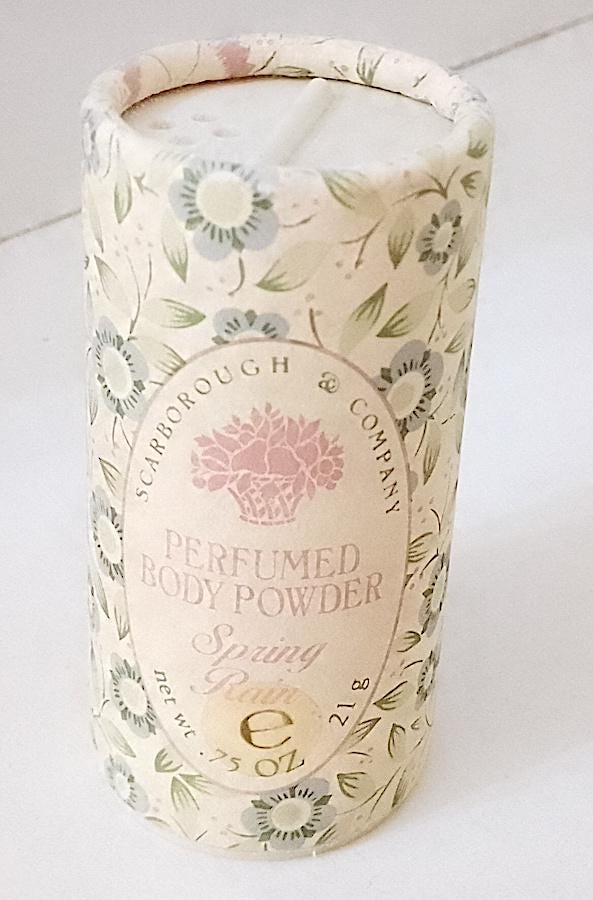 SCARBOROUGH & COMPANY
PERFUMED
BODY POWDER
Spring
Rain
e
net wt. .75 OZ 21 g